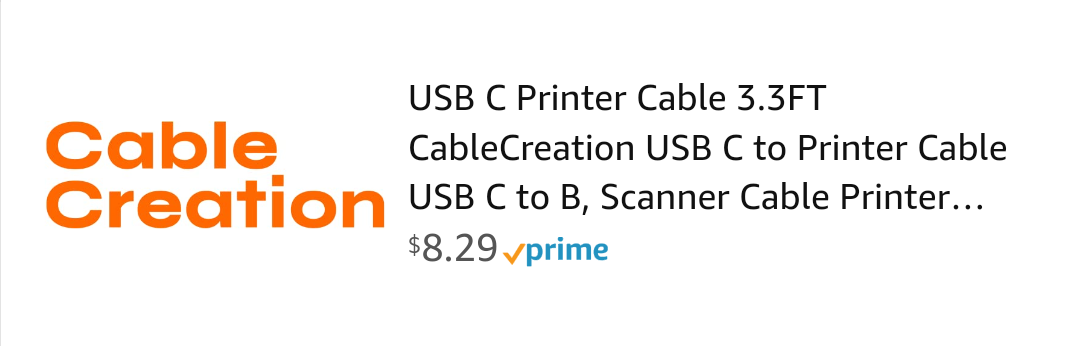 Cable
Creation
USB C Printer Cable 3.3FT
CableCreation USB C to Printer Cable
USB C to B, Scanner Cable Printer...
$8.29 prime